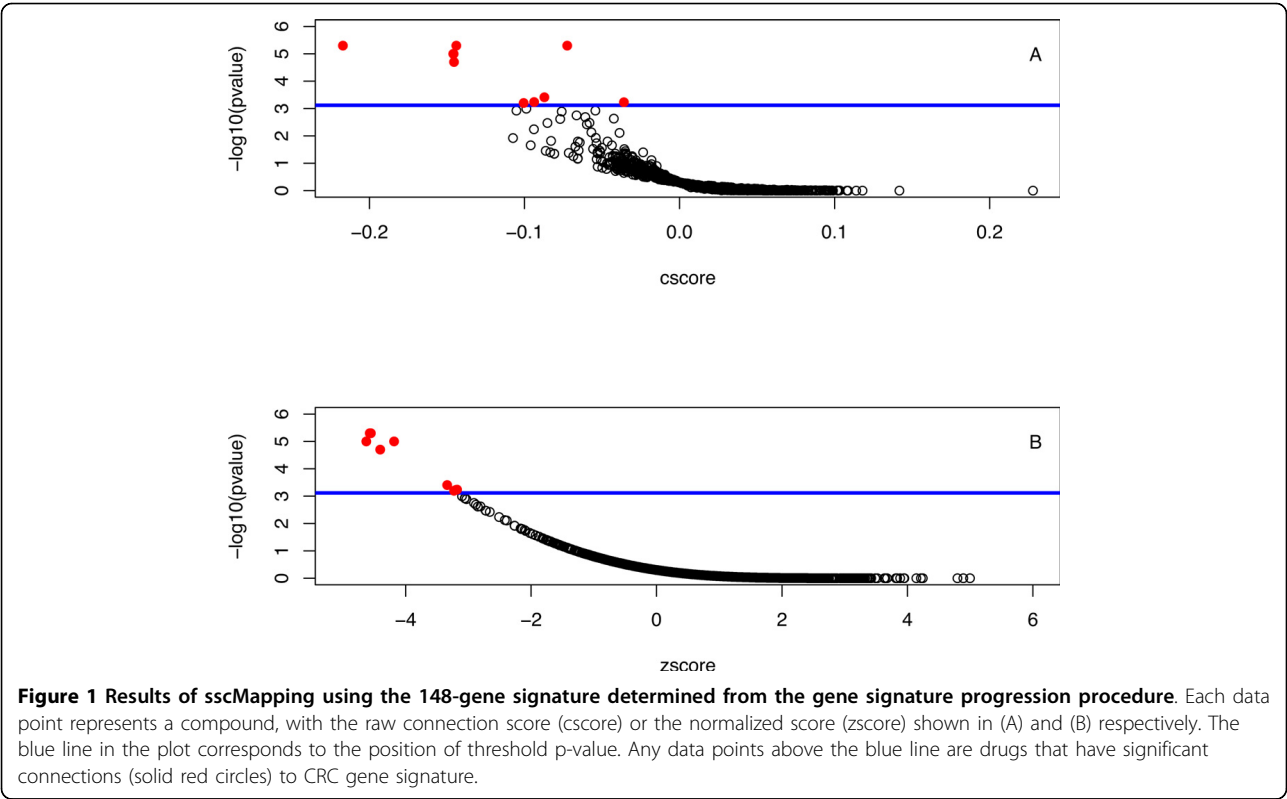 A
−log10(pvalue)
6
5
4
3
2
1
0
−0.2 −0.1 0.0 0.1 0.2
cscore
B
−log10(pvalue)
6
5
4
3
2
1
0
−4 −2 0 2 4 6
zscore
Figure 1 Results of sscMapping using the 148-gene signature determined from the gene signature progression procedure. Each data
point represents a compound, with the raw connection score (cscore) or the normalized score (zscore) shown in (A) and (B) respectively. The
blue line in the plot corresponds to the position of threshold p-value. Any data points above the blue line are drugs that have significant
connections (solid red circles) to CRC gene signature.